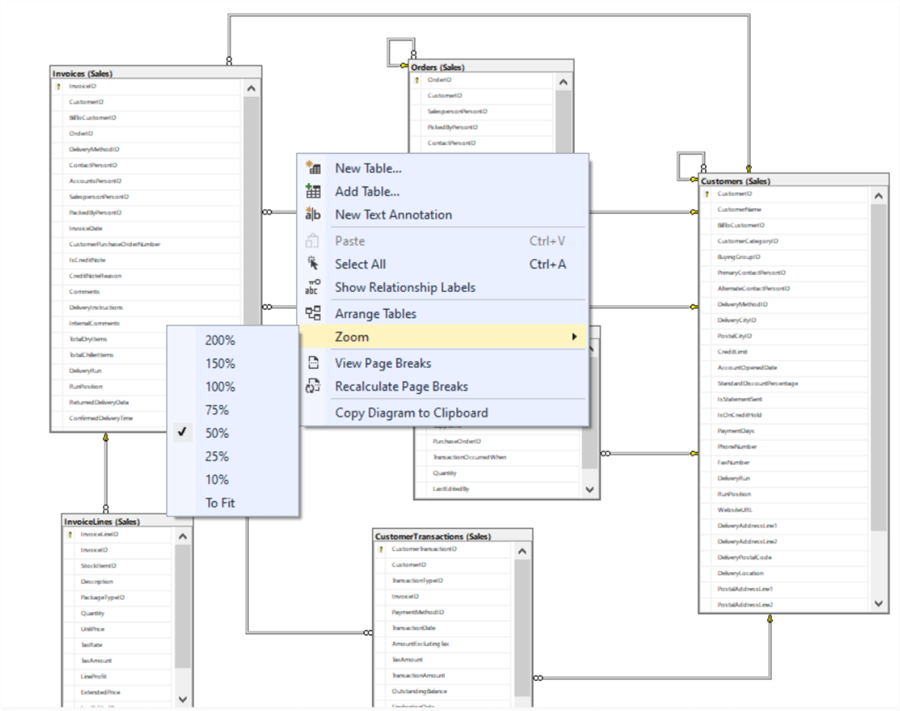 Invoices (Sales)
InvoiceID
CustomerID
BillToCustomerID
OrderID
DeliveryMethodID
ContactPersonID
AccountsPersonID
SalespersonPersonID
PackedByPersonID
InvoiceDate
CustomerPurchaseOrderNumber
IsCreditNote
CreditNoteReason
Comments
DeliveryInstructions
InternalComments
TotalDryItems
TotalChillerItems
DeliveryRun
RunPosition
ReturnedDeliveryData
ConfirmedDeliveryTime
Orders (Sales)
OrderID
CustomerID
SalespersonPersonID
PickedByPersonID
ContactPersonID
New Table...
Add Table...
New Text Annotation
Paste Ctrl+V
Select All Ctrl+A
Show Relationship Labels
Arrange Tables
Zoom
View Page Breaks
Recalculate Page Breaks
Copy Diagram to Clipboard
200%
150%
100%
75%
50%
25%
10%
To Fit
PurchaseOrderID
TransactionOccurredWhen
Quantity
LastEditedBy
Customers (Sales)
CustomerID
CustomerName
BillToCustomerID
CustomerCategoryID
BuyingGroupID
PrimaryContactPersonID
AlternateContactPersonID
DeliveryMethodID
DeliveryCityID
PostalCityID
CreditLimit
AccountOpenedDate
StandardDiscountPercentage
IsStatementSent
IsOnCreditHold
PaymentDays
PhoneNumber
FaxNumber
DeliveryRun
RunPosition
WebsiteURL
DeliveryAddressLine1
DeliveryAddressLine2
DeliveryPostalCode
DeliveryLocation
PostalAddressLine1
PostalAddressLine2
InvoiceLines (Sales)
InvoiceLineID
InvoiceID
StockItemID
Description
PackageTypeID
Quantity
UnitPrice
TaxRate
TaxAmount
LineProfit
ExtendedPrice
CustomerTransactions (Sales)
CustomerTransactionID
CustomerID
TransactionTypeID
InvoiceID
PaymentMethodID
TransactionDate
AmountExcludingTax
TaxAmount
TransactionAmount
OutstandingBalance